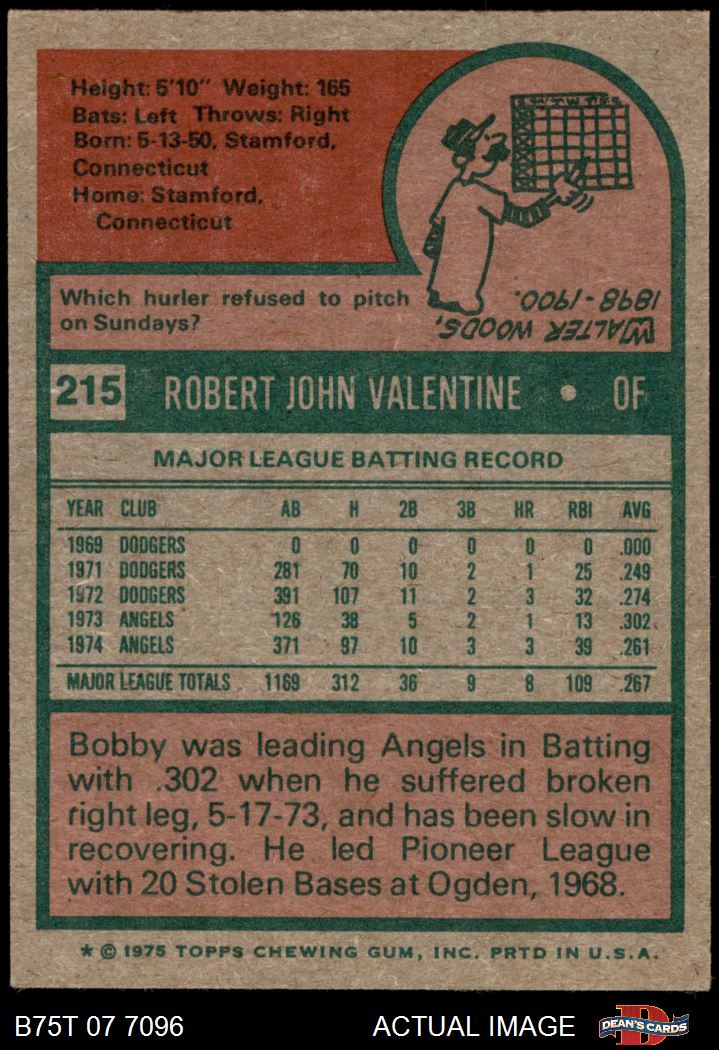 Height: 5'10" Weight: 165
Bats: Left Throws: Right
Born: 5-13-50, Stamford,
Connecticut
Home: Stamford,
Connecticut
Which hurler refused to pitch
on Sundays?
WALTER WOODS,
1898-1900.
215 ROBERT JOHN VALENTINE • OF
MAJOR LEAGUE BATTING RECORD
YEAR CLUB AB H 2B 3B HR RBI AVG
1969 DODGERS 0 0 0 0 0 0 .000
1971 DODGERS 281 70 10 2 1 25 .249
1972 DODGERS 391 107 11 2 3 32 .274
1973 ANGELS 126 38 5 2 1 13 .302
1974 ANGELS 371 97 10 3 3 39 .261
MAJOR LEAGUE TOTALS 1169 312 36 9 8 109 .267
Bobby was leading Angels in Batting
with .302 when he suffered broken
right leg, 5-17-73, and has been slow in
recovering. He led Pioneer League
with 20 Stolen Bases at Ogden, 1968.
* © 1975 TOPPS CHEWING GUM, INC. PRTD IN U.S.A.
B75T 07 7096 ACTUAL IMAGE DEAN'S CARDS